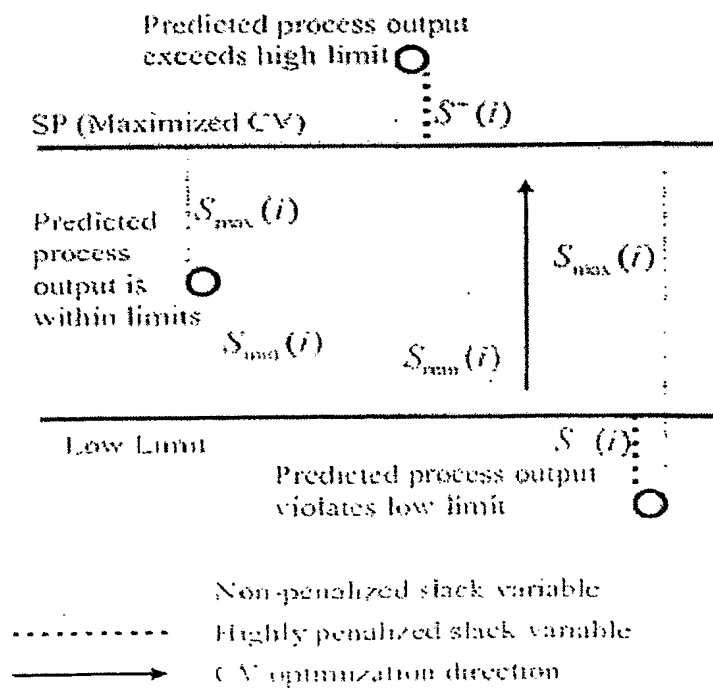 Predicted process output
exceeds high limit
S⁺(i)
SP (Maximized CV)
S_max(i)
Predicted
process
output is
within limits
S_max(i)
S_min(i)
S_min(i)
Low Limit
S (i)
Predicted process output
violates low limit
Non-penalized slack variable
Highly penalized slack variable
CV optimization direction